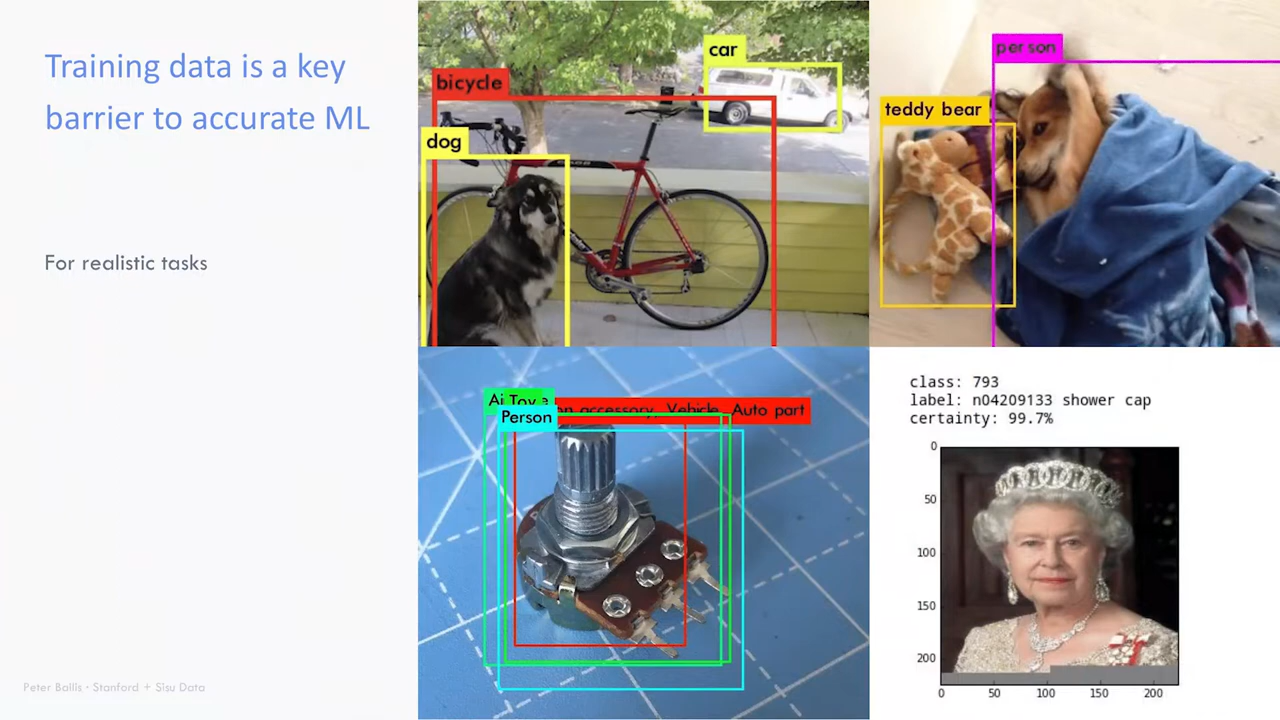 Training data is a key
barrier to accurate ML
For realistic tasks
Peter Bailis · Stanford + Sisu Data
car
bicycle
dog
person
teddy bear
Person
accessory, Vehicle, Auto part
class: 793
label: n04209133 shower cap
certainty: 99.7%
0
50
100
150
200
0
50
100
150
200